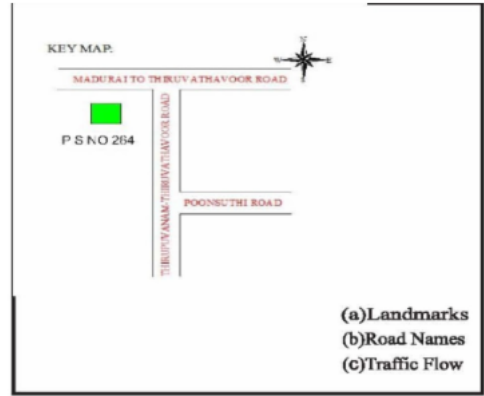 KEY MAP:
W E
MADURAI TO THIRUVATHAVOOR ROAD
P S NO 264
THIRUPUVANAM-THIRUVATHAVOOR ROAD
POONSUTHI ROAD
(a)Landmarks
(b)Road Names
(c)Traffic Flow